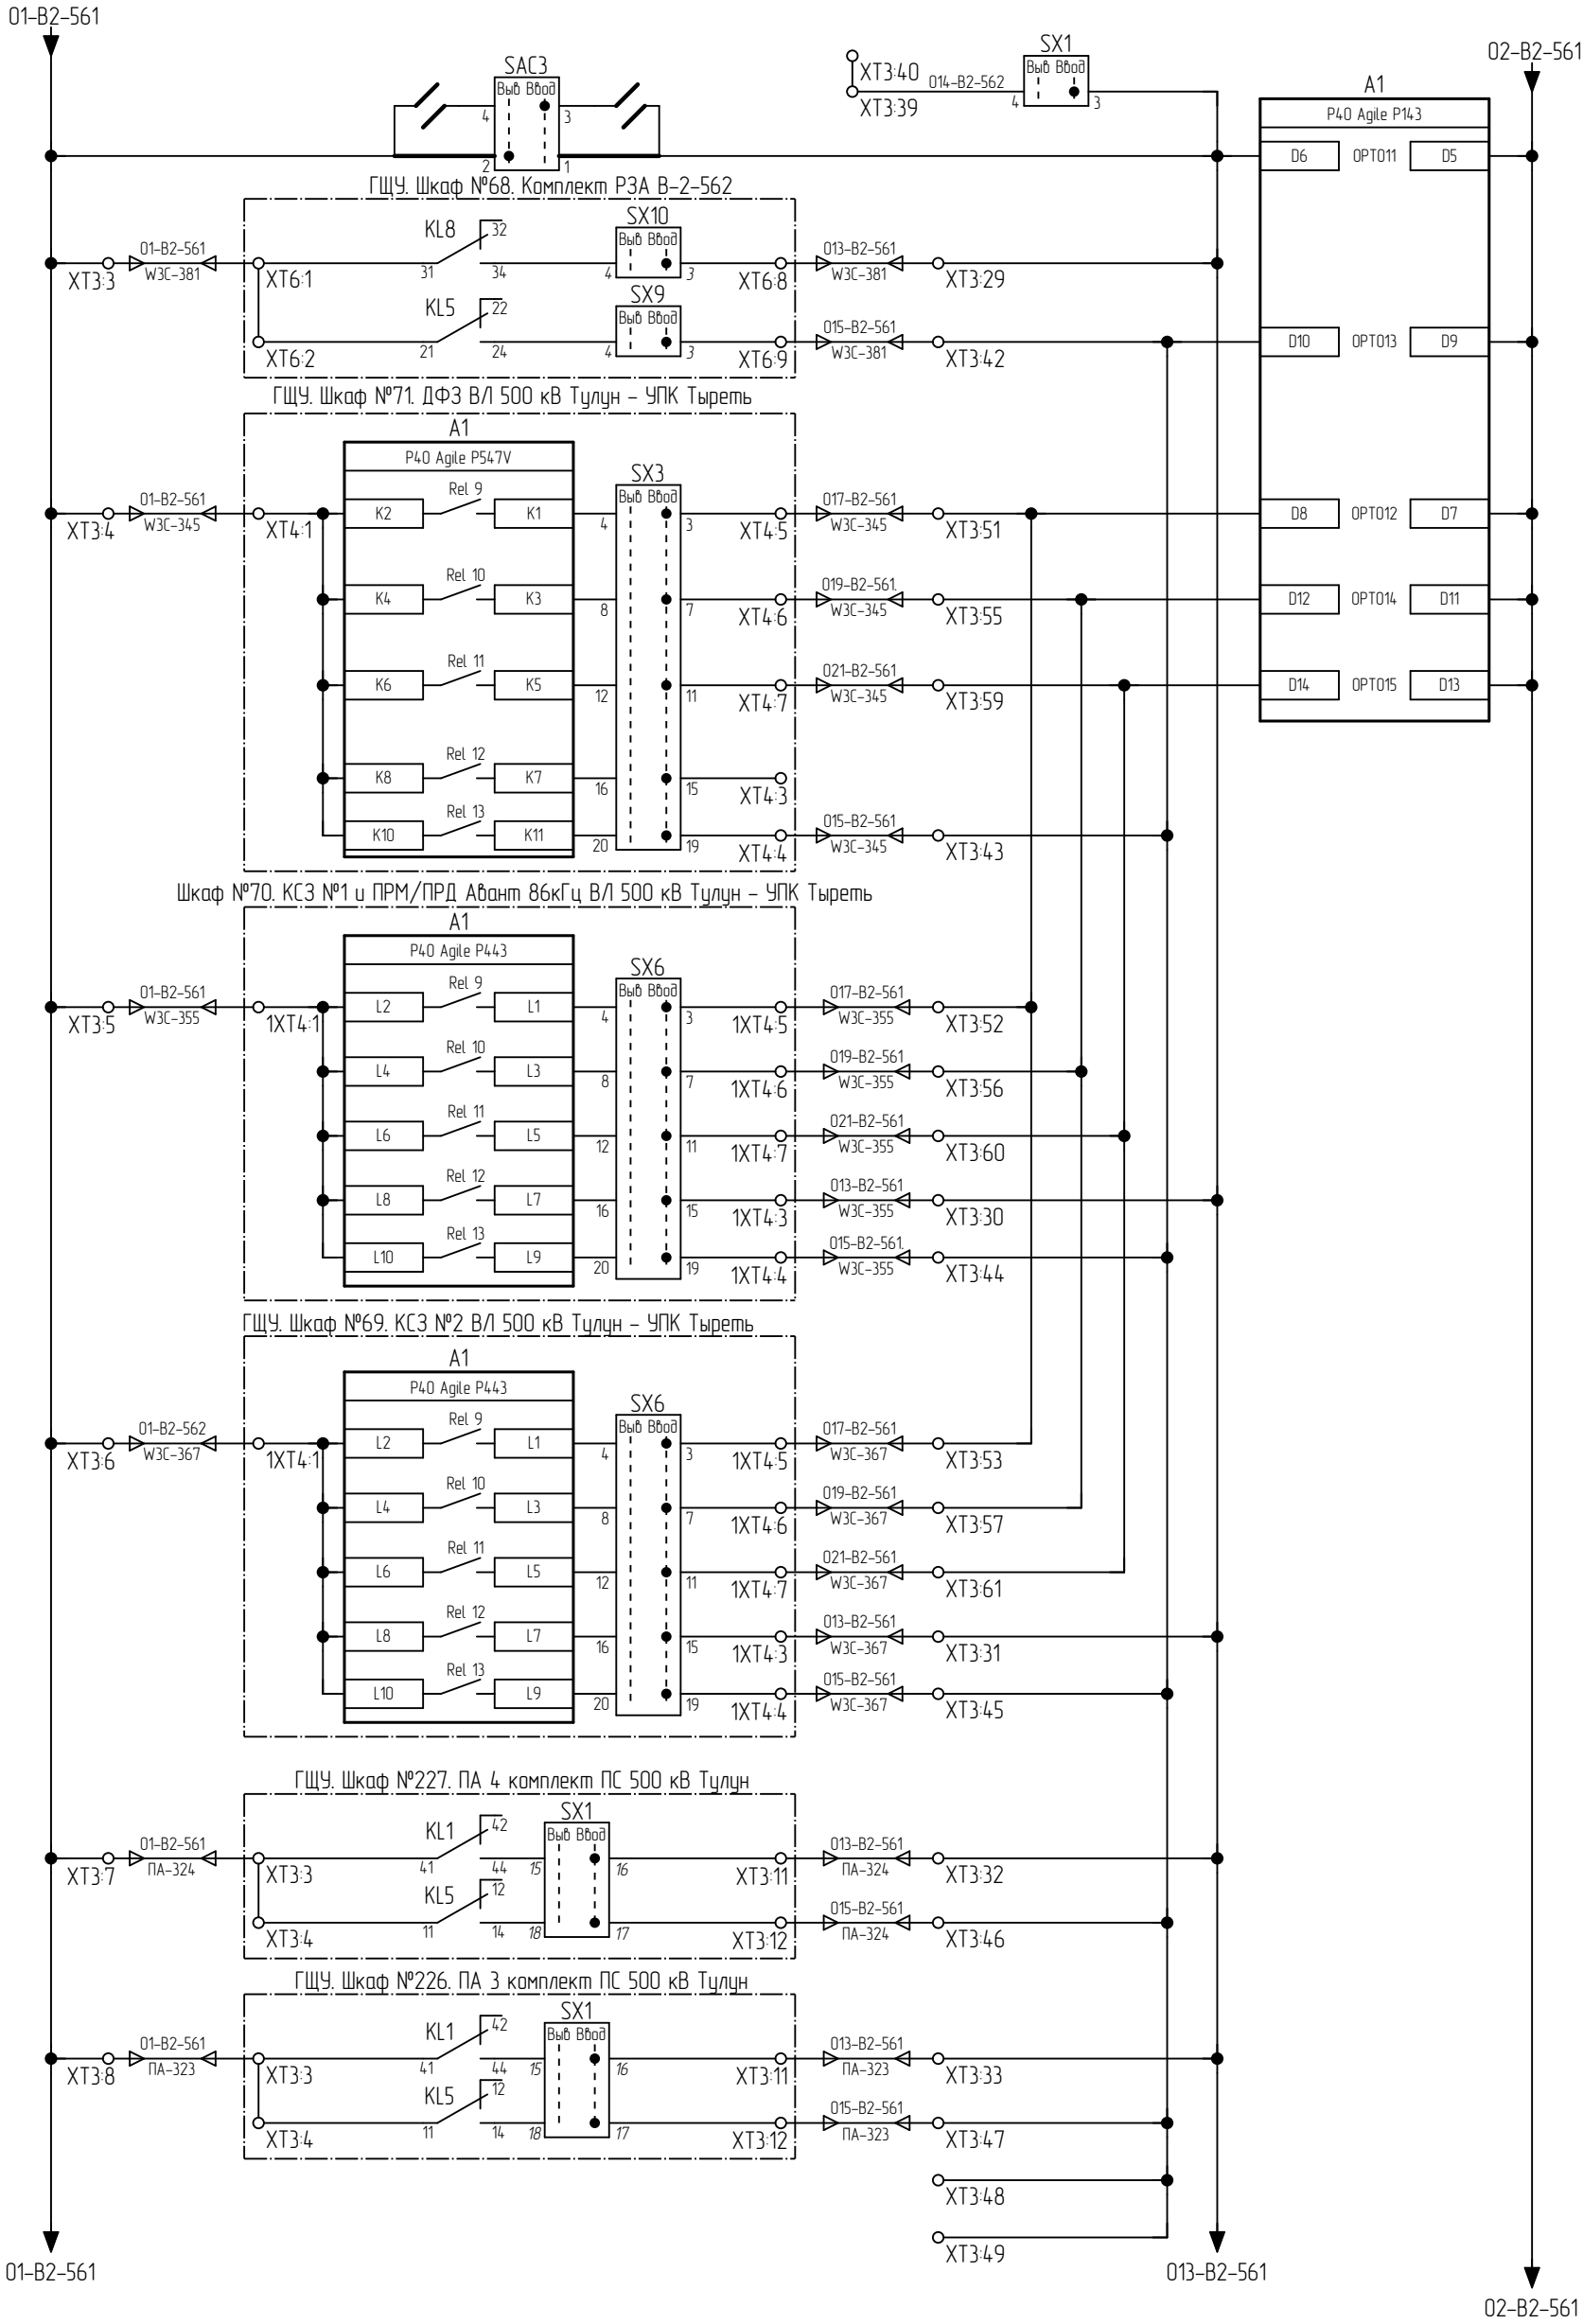 01-В2-561
02-В2-561
SAC3
Выв Ввод
4
3
2
1
XT3:40
XT3:39
014-В2-562
SX1
Выв Ввод
4
3
A1
P40 Agile P143
D6 OPTO11 D5
ГЩУ. Шкаф №68. Комплект РЗА В-2-562
XT3:3
01-В2-561
W3C-381
XT6:1
KL8
32
31
34
SX10
Выв Ввод
4
3
XT6:8
013-В2-561
W3C-381
XT3:29
XT6:2
KL5
22
21
24
SX9
Выв Ввод
4
3
XT6:9
015-В2-561
W3C-381
XT3:42
D10 OPTO13 D9
ГЩУ. Шкаф №71. ДФЗ ВЛ 500 кВ Тулун - УПК Тыреть
A1
P40 Agile P547V
SX3
Выв Ввод
XT3:4
01-В2-561
W3C-345
XT4:1
K2 Rel 9 K1
4
3
XT4:5
017-В2-561
W3C-345
XT3:51
D8 OPTO12 D7
K4 Rel 10 K3
8
7
XT4:6
019-В2-561.
W3C-345
XT3:55
D12 OPTO14 D11
K6 Rel 11 K5
12
11
XT4:7
021-В2-561
W3C-345
XT3:59
D14 OPTO15 D13
K8 Rel 12 K7
16
15
XT4:3
K10 Rel 13 K11
20
19
XT4:4
015-В2-561
W3C-345
XT3:43
Шкаф №70. КСЗ №1 и ПРМ/ПРД Авант 86кГц ВЛ 500 кВ Тулун - УПК Тыреть
A1
P40 Agile P443
SX6
Выв Ввод
XT3:5
01-В2-561
W3C-355
1XT4:1
L2 Rel 9 L1
4
3
1XT4:5
017-В2-561
W3C-355
XT3:52
L4 Rel 10 L3
8
7
1XT4:6
019-В2-561
W3C-355
XT3:56
L6 Rel 11 L5
12
11
1XT4:7
021-В2-561
W3C-355
XT3:60
L8 Rel 12 L7
16
15
1XT4:3
013-В2-561
W3C-355
XT3:30
L10 Rel 13 L9
20
19
1XT4:4
015-В2-561.
W3C-355
XT3:44
ГЩУ. Шкаф №69. КСЗ №2 ВЛ 500 кВ Тулун - УПК Тыреть
A1
P40 Agile P443
SX6
Выв Ввод
XT3:6
01-В2-562
W3C-367
1XT4:1
L2 Rel 9 L1
4
3
1XT4:5
017-В2-561
W3C-367
XT3:53
L4 Rel 10 L3
8
7
1XT4:6
019-В2-561
W3C-367
XT3:57
L6 Rel 11 L5
12
11
1XT4:7
021-В2-561
W3C-367
XT3:61
L8 Rel 12 L7
16
15
1XT4:3
013-В2-561
W3C-367
XT3:31
L10 Rel 13 L9
20
19
1XT4:4
015-В2-561
W3C-367
XT3:45
ГЩУ. Шкаф №227. ПА 4 комплект ПС 500 кВ Тулун
XT3:7
01-В2-561
ПА-324
XT3:3
KL1
42
41
44
SX1
Выв Ввод
15
16
XT3:11
013-В2-561
ПА-324
XT3:32
XT3:4
KL5
12
11
14
18
17
XT3:12
015-В2-561
ПА-324
XT3:46
ГЩУ. Шкаф №226. ПА 3 комплект ПС 500 кВ Тулун
XT3:8
01-В2-561
ПА-323
XT3:3
KL1
42
41
44
SX1
Выв Ввод
15
16
XT3:11
013-В2-561
ПА-323
XT3:33
XT3:4
KL5
12
11
14
18
17
XT3:12
015-В2-561
ПА-323
XT3:47
XT3:48
XT3:49
01-В2-561
013-В2-561
02-В2-561